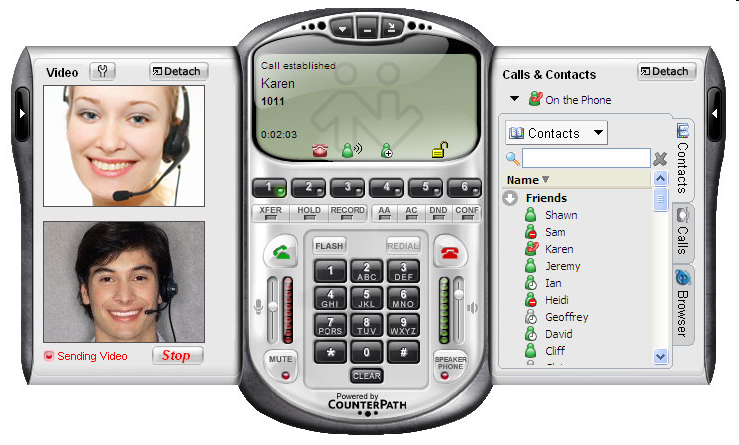 Video
Detach
Sending Video
Stop
Call established
Karen
1011
0:02:03
1 2 3 4 5 6
XFER HOLD RECORD AA AC DND CONF
FLASH REDIAL
1 2 ABC 3 DEF
4 GHI 5 JKL 6 MNO
7 PQRS 8 TUV 9 WXYZ
* 0 #
MUTE
SPEAKER
PHONE
CLEAR
Powered by
COUNTERPATH
Calls & Contacts
Detach
On the Phone
Contacts
Name
Friends
Shawn
Sam
Karen
Jeremy
Ian
Heidi
Geoffrey
David
Cliff
Contacts
Calls
Browser